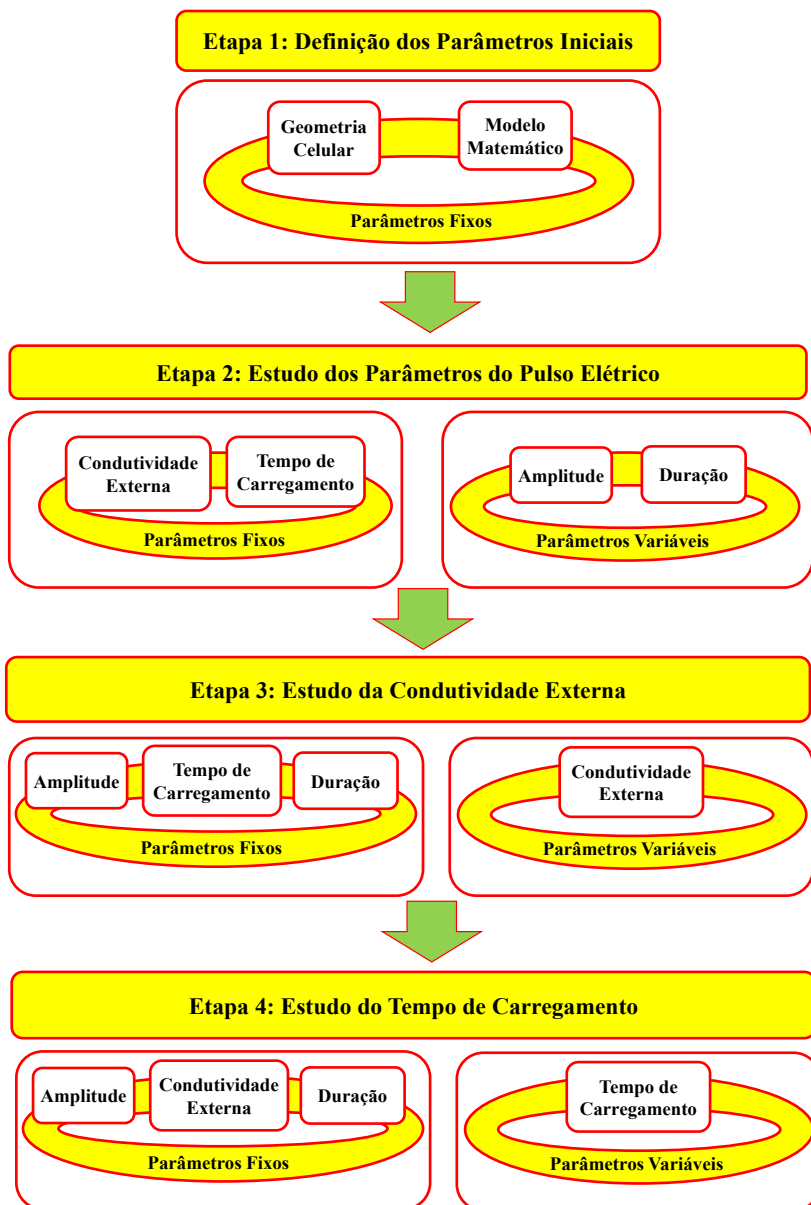 Etapa 1: Definição dos Parâmetros Iniciais
Geometria
Celular
Modelo
Matemático
Parâmetros Fixos
Etapa 2: Estudo dos Parâmetros do Pulso Elétrico
Condutividade
Externa
Tempo de
Carregamento
Parâmetros Fixos
Amplitude
Duração
Parâmetros Variáveis
Etapa 3: Estudo da Condutividade Externa
Amplitude
Tempo de
Carregamento
Duração
Parâmetros Fixos
Condutividade
Externa
Parâmetros Variáveis
Etapa 4: Estudo do Tempo de Carregamento
Amplitude
Condutividade
Externa
Duração
Parâmetros Fixos
Tempo de
Carregamento
Parâmetros Variáveis